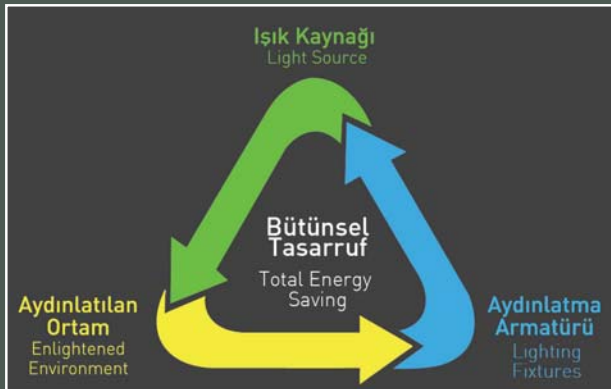 Işık Kaynağı
Light Source
Bütünsel
Tasarruf
Total Energy
Saving
Aydınlatılan
Ortam
Enlightened
Environment
Aydınlatma
Armatürü
Lighting
Fixtures